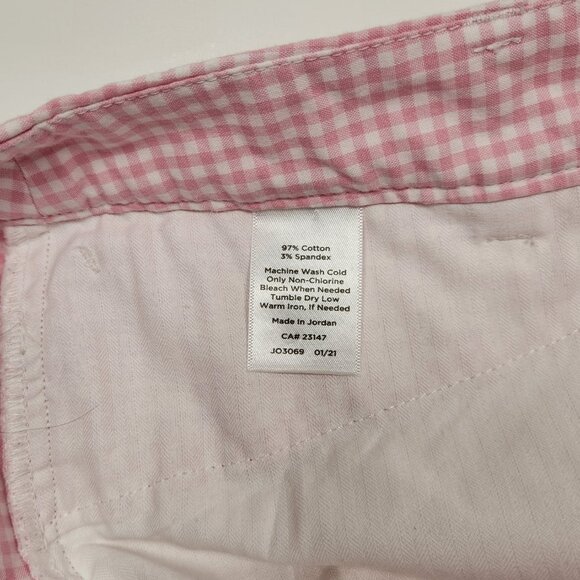 97% Cotton
3% Spandex
Machine Wash Cold
Only Non-Chlorine
Bleach When Needed
Tumble Dry Low
Warm Iron, If Needed
Made in Jordan
CA# 23147
JO3069 01/21